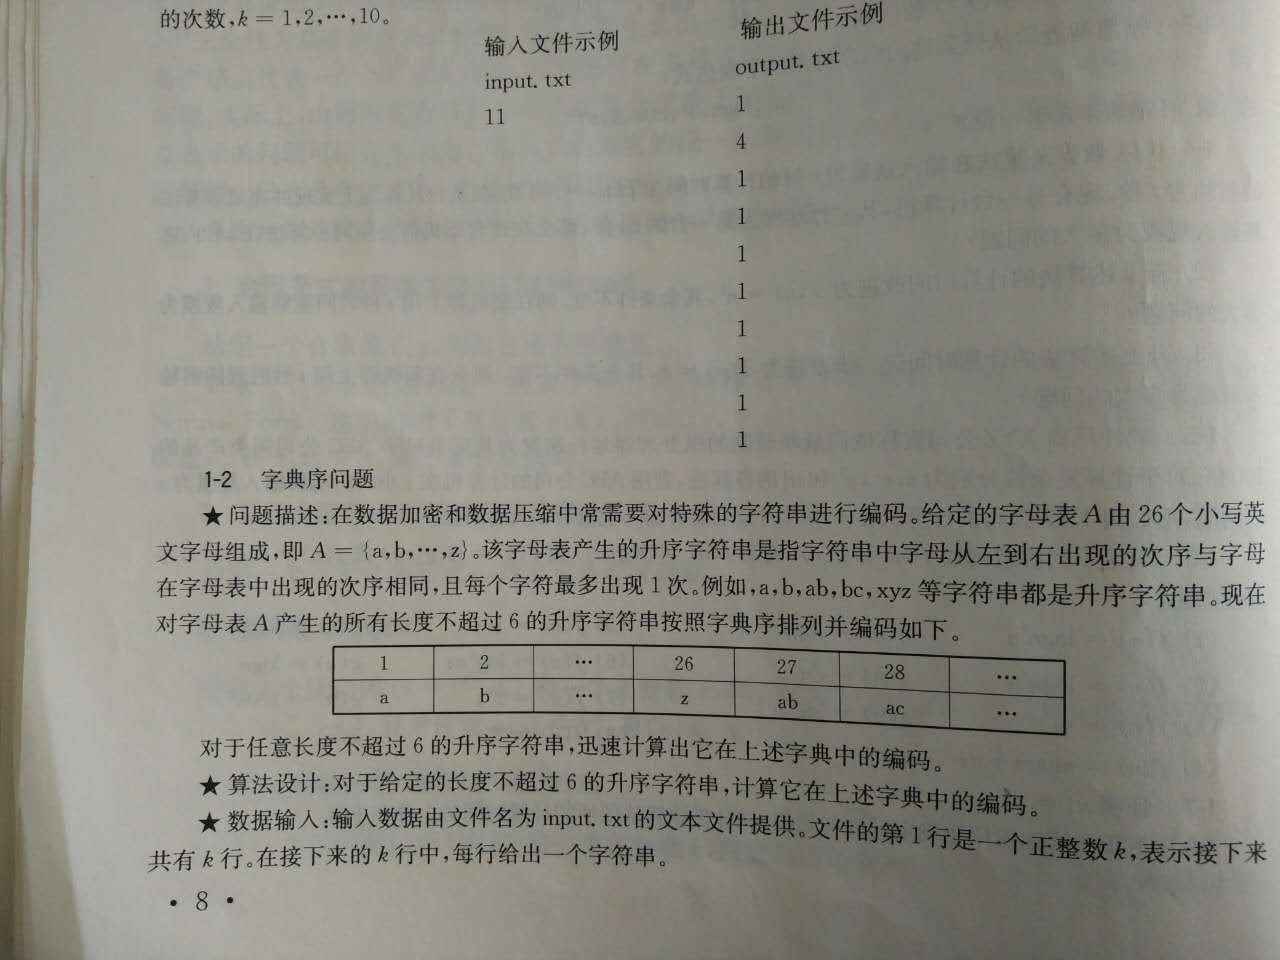 的次数,k = 1,2,…,10。
输入文件示例 输出文件示例
input. txt output. txt
11 1
4
1
1
1
1
1
1
1
1
1-2 字典序问题
★ 问题描述:在数据加密和数据压缩中常需要对特殊的字符串进行编码。给定的字母表 A 由 26 个小写英
文字母组成,即 A = {a,b,…,z}。该字母表产生的升序字符串是指字符串中字母从左到右出现的次序与字母
在字母表中出现的次序相同,且每个字符最多出现 1 次。例如,a,b,ab,bc,xyz 等字符串都是升序字符串。现在
对字母表 A 产生的所有长度不超过 6 的升序字符串按照字典序排列并编码如下。
1 2 … 26 27 28 …
a b … z ab ac …
对于任意长度不超过 6 的升序字符串,迅速计算出它在上述字典中的编码。
★ 算法设计:对于给定的长度不超过 6 的升序字符串,计算它在上述字典中的编码。
★ 数据输入:输入数据由文件名为 input. txt 的文本文件提供。文件的第 1 行是一个正整数 k,表示接下来
共有 k 行。在接下来的 k 行中,每行给出一个字符串。
• 8 •